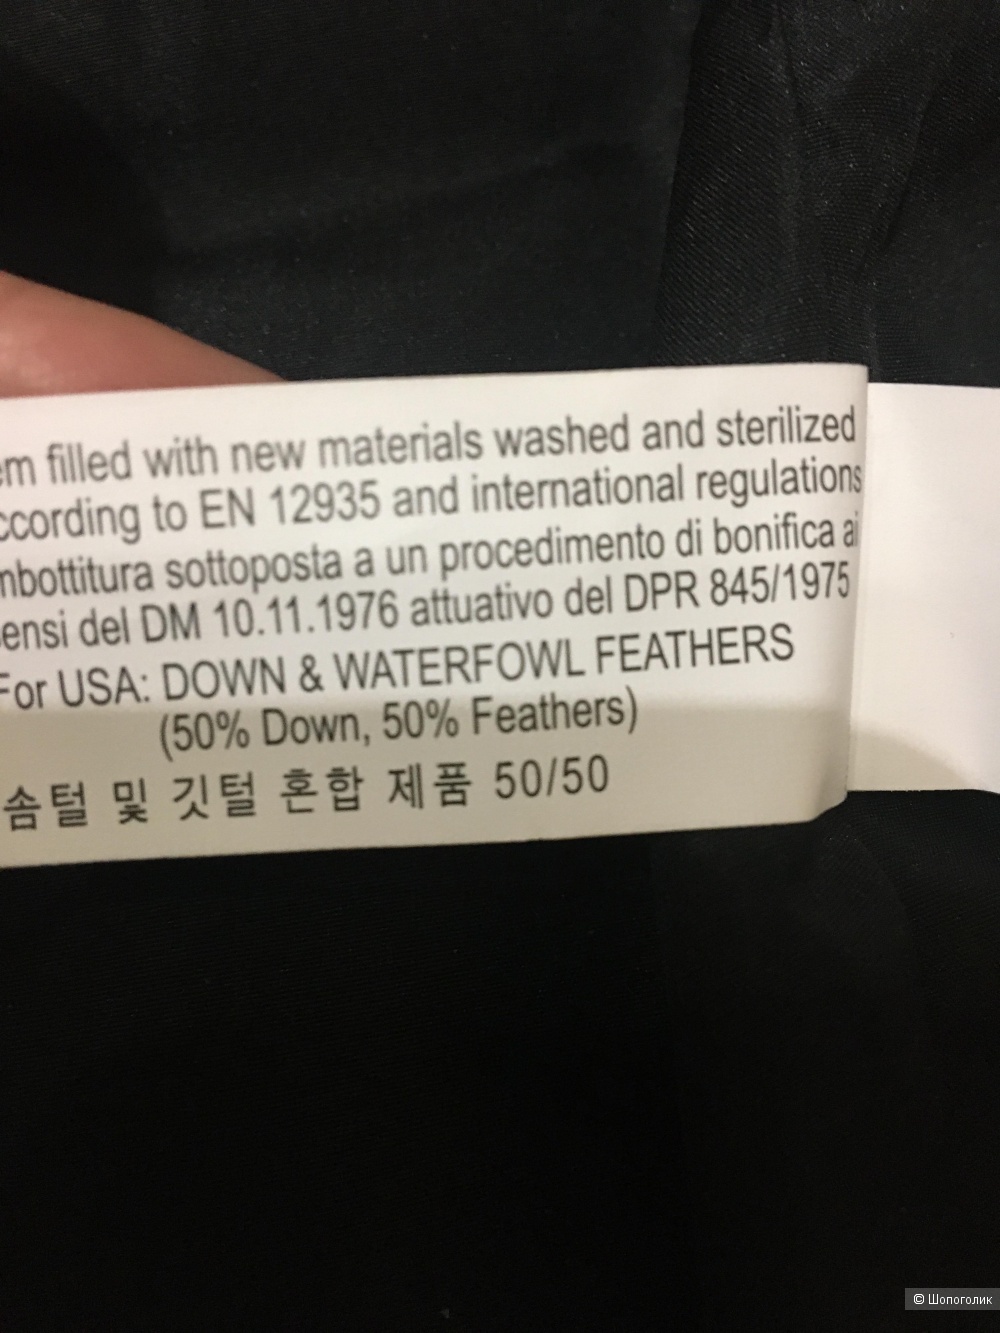 em filled with new materials washed and sterilized
ccording to EN 12935 and international regulations
mbottitura sottoposta a un procedimento di bonifica ai
ensi del DM 10.11.1976 attuativo del DPR 845/1975
For USA: DOWN & WATERFOWL FEATHERS
(50% Down, 50% Feathers)
솜털 및 깃털 혼합 제품 50/50
© Шопоголик